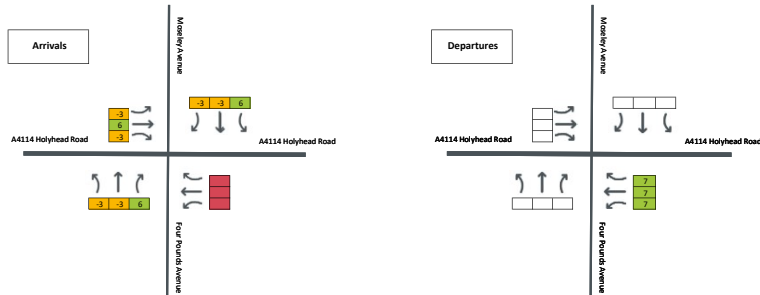 Moseley Avenue
Arrivals
-3
6
-3
-3 -3 6
A4114 Holyhead Road
A4114 Holyhead Road
-3 -3 6
Four Pounds Avenue
Moseley Avenue
Departures
A4114 Holyhead Road
A4114 Holyhead Road
7
7
7
Four Pounds Avenue